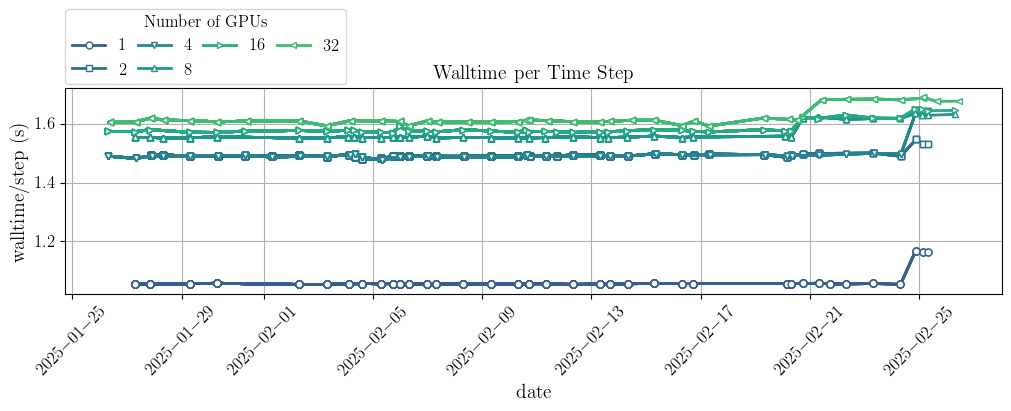 Number of GPUs
1 4 16 32
2 8
Walltime per Time Step
walltime/step (s)
1.6
1.4
1.2
2025−01−25 2025−01−29 2025−02−01 2025−02−05 2025−02−09 2025−02−13 2025−02−17 2025−02−21 2025−02−25
date